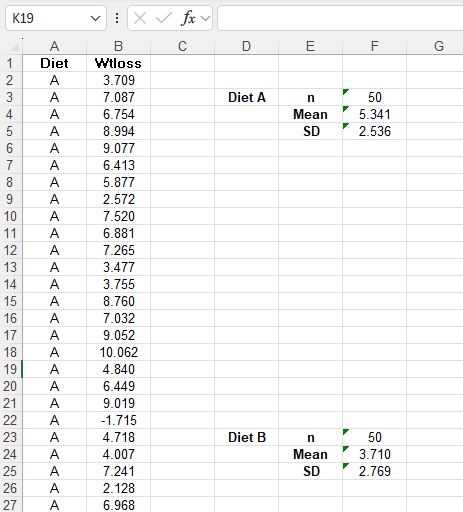 K19 fx
A B C D E F G
1 Diet Wtloss
2 A 3.709
3 A 7.087 Diet A n 50
4 A 6.754 Mean 5.341
5 A 8.994 SD 2.536
6 A 9.077
7 A 6.413
8 A 5.877
9 A 2.572
10 A 7.520
11 A 6.881
12 A 7.265
13 A 3.477
14 A 3.755
15 A 8.760
16 A 7.032
17 A 9.052
18 A 10.062
19 A 4.840
20 A 6.449
21 A 9.019
22 A -1.715
23 A 4.718 Diet B n 50
24 A 4.007 Mean 3.710
25 A 7.241 SD 2.769
26 A 2.128
27 A 6.968